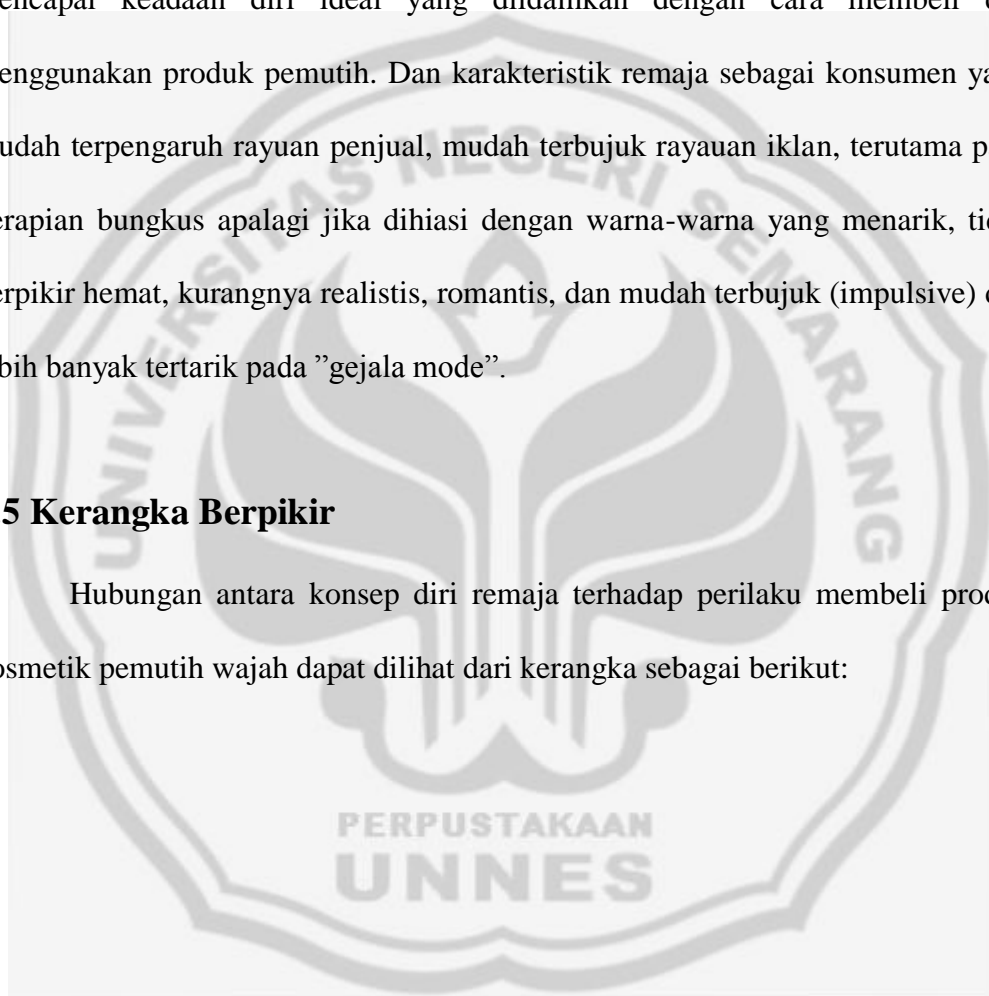 encapai keadaan diri ideal yang diidamkan dengan cara membeli
enggunakan produk pemutih. Dan karakteristik remaja sebagai konsumen ya
udah terpengaruh rayuan penjual, mudah terbujuk rayauan iklan, terutama p
erapian bungkus apalagi jika dihiasi dengan warna-warna yang menarik, tid
erpikir hemat, kurangnya realistis, romantis, dan mudah terbujuk (impulsive)
bih banyak tertarik pada ”gejala mode”.
.5 Kerangka Berpikir
Hubungan antara konsep diri remaja terhadap perilaku membeli prod
osmetik pemutih wajah dapat dilihat dari kerangka sebagai berikut:
UNIVERSITAS NEGERI SEMARANG
PERPUSTAKAAN
UNNES